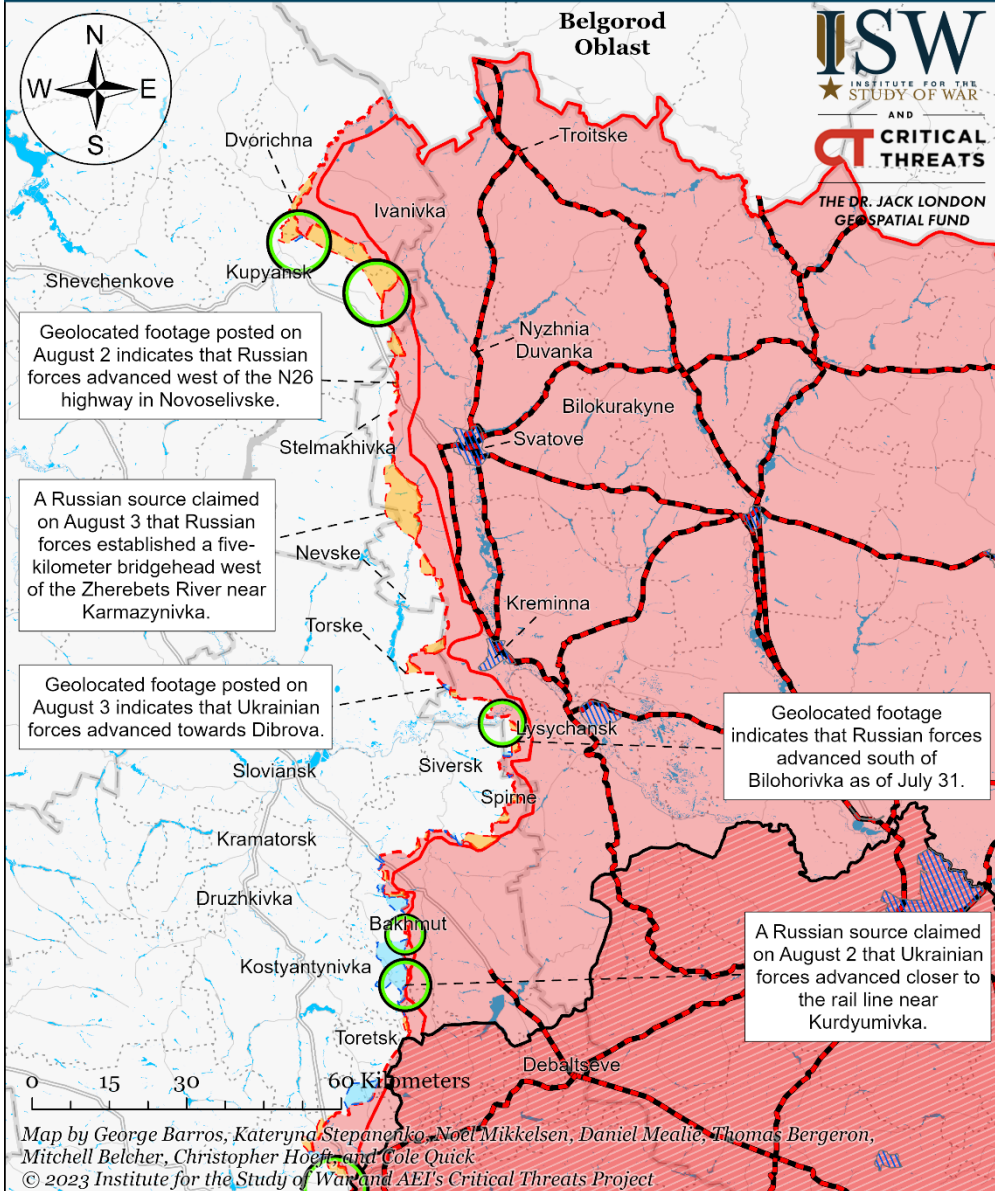 Belgorod
Oblast
N
W
E
S
ISW
INSTITUTE FOR THE
STUDY OF WAR
AND
CT CRITICAL
THREATS
THE DR. JACK LONDON
GEOSPATIAL FUND
Dvorichna
Troitske
Ivanivka
Kupyansk
Shevchenkove
Geolocated footage posted on
August 2 indicates that Russian
forces advanced west of the N26
highway in Novoselivske.
Nyzhnia
Duvanka
Bilokurakyne
Stelmakhivka
Svatove
A Russian source claimed
on August 3 that Russian
forces established a five-
kilometer bridgehead west
of the Zherebets River near
Karmazynivka.
Nevske
Kreminna
Torske
Geolocated footage posted on
August 3 indicates that Ukrainian
forces advanced towards Dibrova.
Lysychansk
Geolocated footage
indicates that Russian forces
advanced south of
Bilohorivka as of July 31.
Sloviansk
Siversk
Spirne
Kramatorsk
Druzhkivka
Bakhmut
A Russian source claimed
on August 2 that Ukrainian
forces advanced closer to
the rail line near
Kurdyumivka.
Kostyantynivka
Toretsk
Debaltseve
0 15 30 60 Kilometers
Map by George Barros, Kateryna Stepanenko, Noel Mikkelsen, Daniel Mealie, Thomas Bergeron,
Mitchell Belcher, Christopher Hoeft, and Cole Quick
© 2023 Institute for the Study of War and AEI's Critical Threats Project